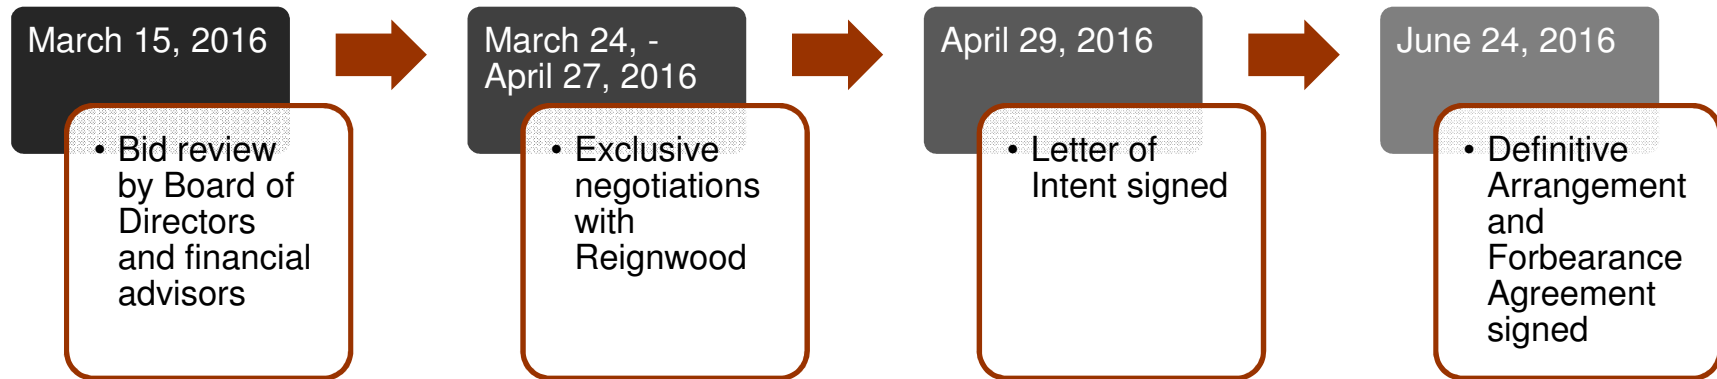 March 15, 2016
• Bid review
by Board of
Directors
and financial
advisors
March 24, -
April 27, 2016
• Exclusive
negotiations
with
Reignwood
April 29, 2016
• Letter of
Intent signed
June 24, 2016
• Definitive
Arrangement
and
Forbearance
Agreement
signed